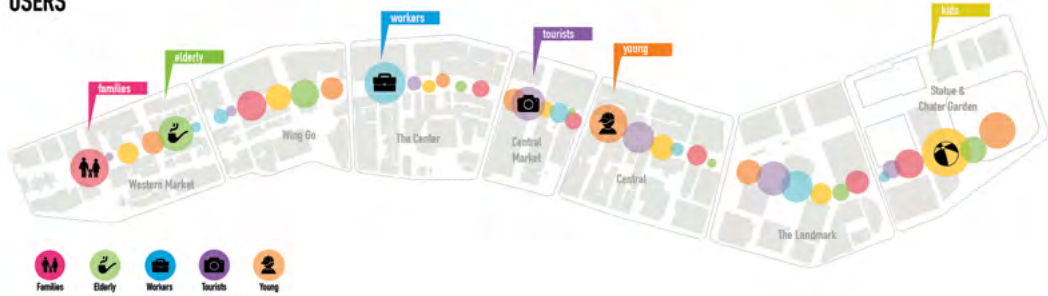 USERS
families
elderly
workers
tourists
young
kids
Western Market
Wing Go
The Center
Central
Market
Central
The Landmark
Statue &
Chater Garden
Families
Elderly
Workers
Tourists
Young